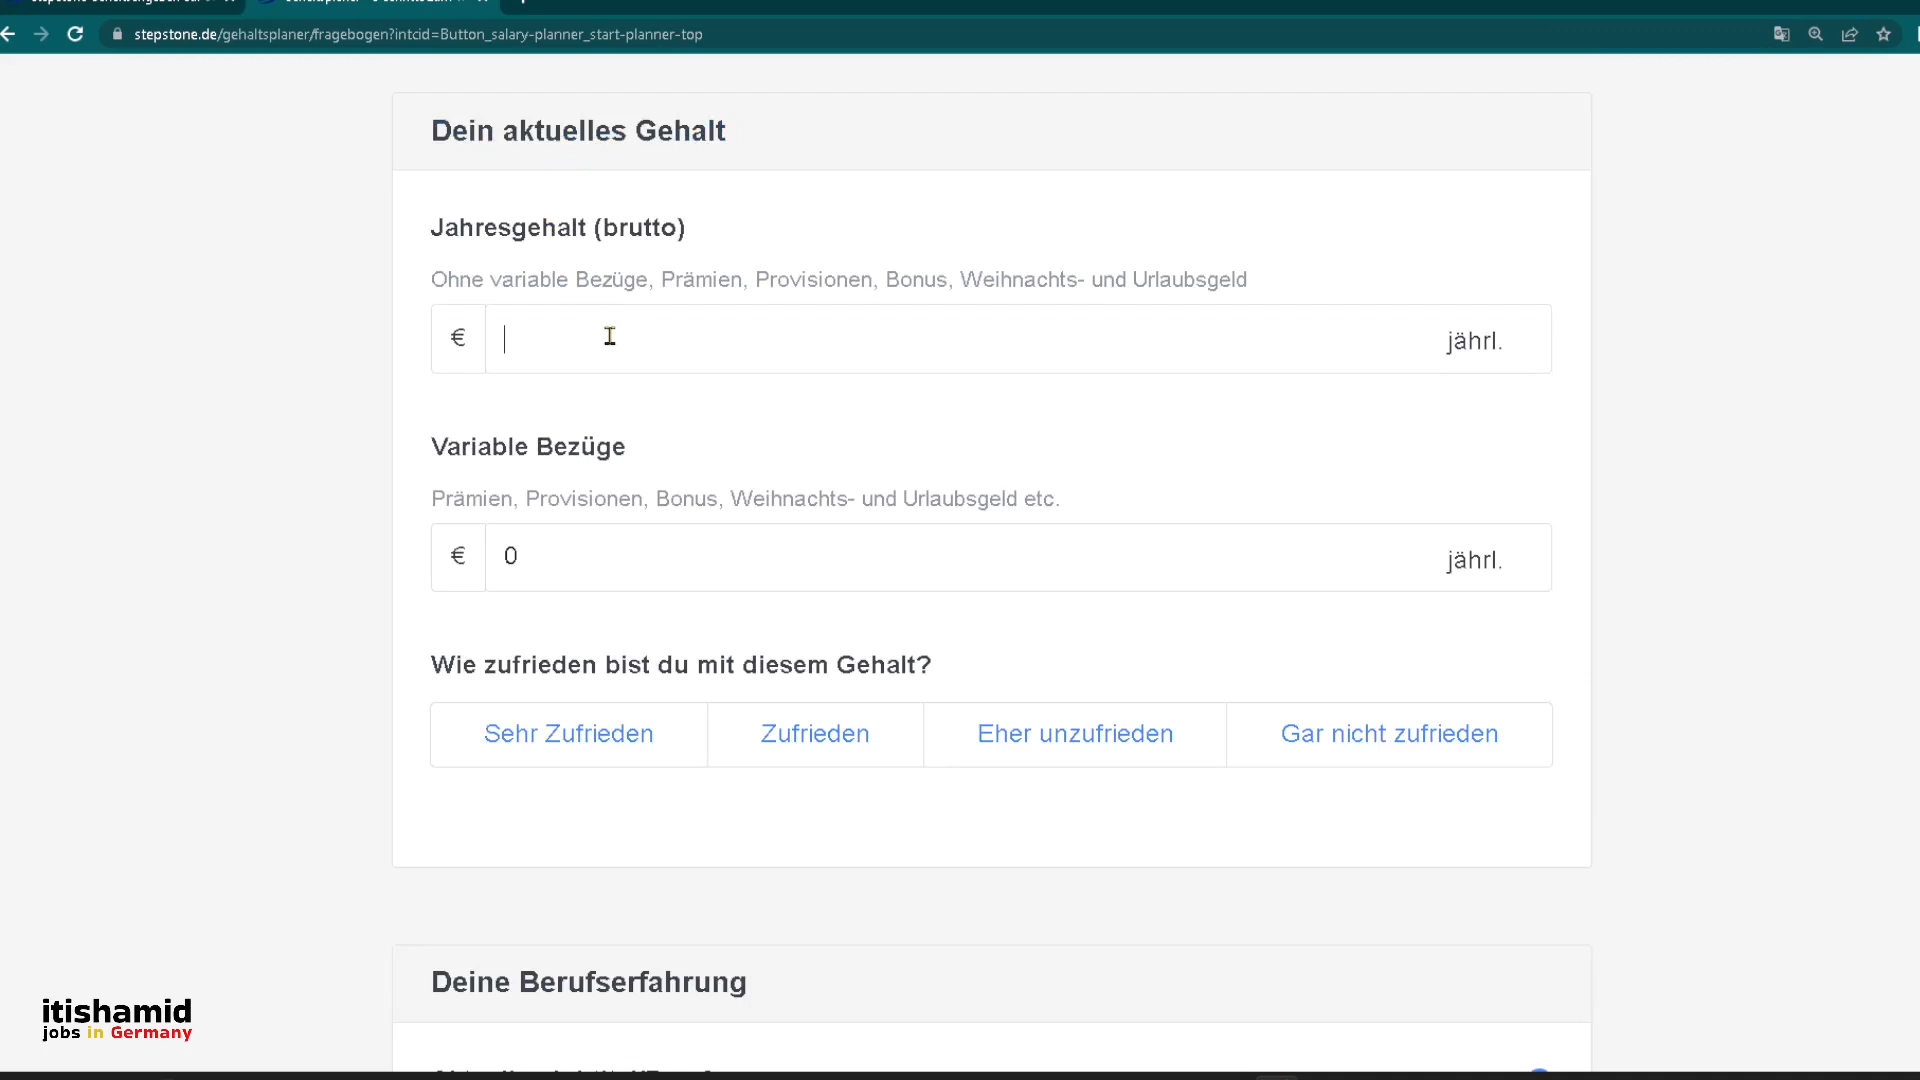 stepstone.de/gehaltsplaner/fragebogen?intcid=Button_salary-planner_start-planner-top
Dein aktuelles Gehalt
Jahresgehalt (brutto)
Ohne variable Bezüge, Prämien, Provisionen, Bonus, Weihnachts- und Urlaubsgeld
€ jährl.
Variable Bezüge
Prämien, Provisionen, Bonus, Weihnachts- und Urlaubsgeld etc.
€ 0 jährl.
Wie zufrieden bist du mit diesem Gehalt?
Sehr Zufrieden Zufrieden Eher unzufrieden Gar nicht zufrieden
Deine Berufserfahrung
itishamid
jobs in Germany